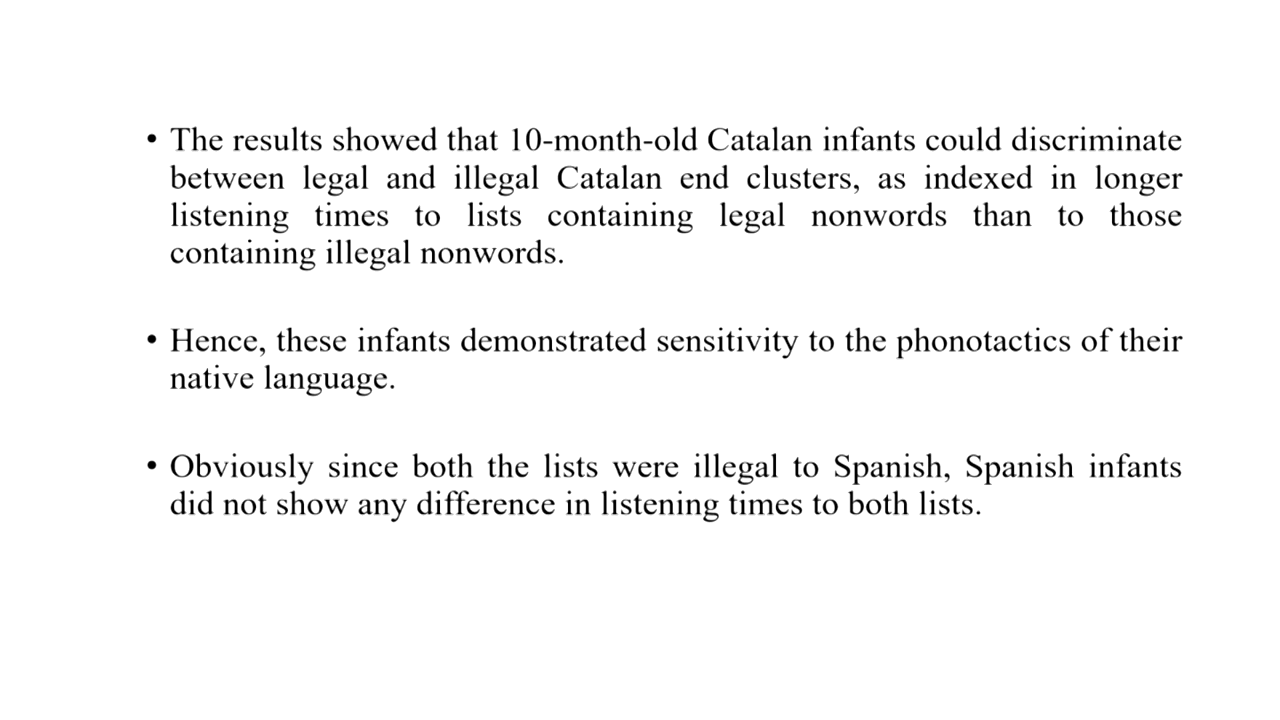 • The results showed that 10-month-old Catalan infants could discriminate
between legal and illegal Catalan end clusters, as indexed in longer
listening times to lists containing legal nonwords than to those
containing illegal nonwords.
• Hence, these infants demonstrated sensitivity to the phonotactics of their
native language.
• Obviously since both the lists were illegal to Spanish, Spanish infants
did not show any difference in listening times to both lists.